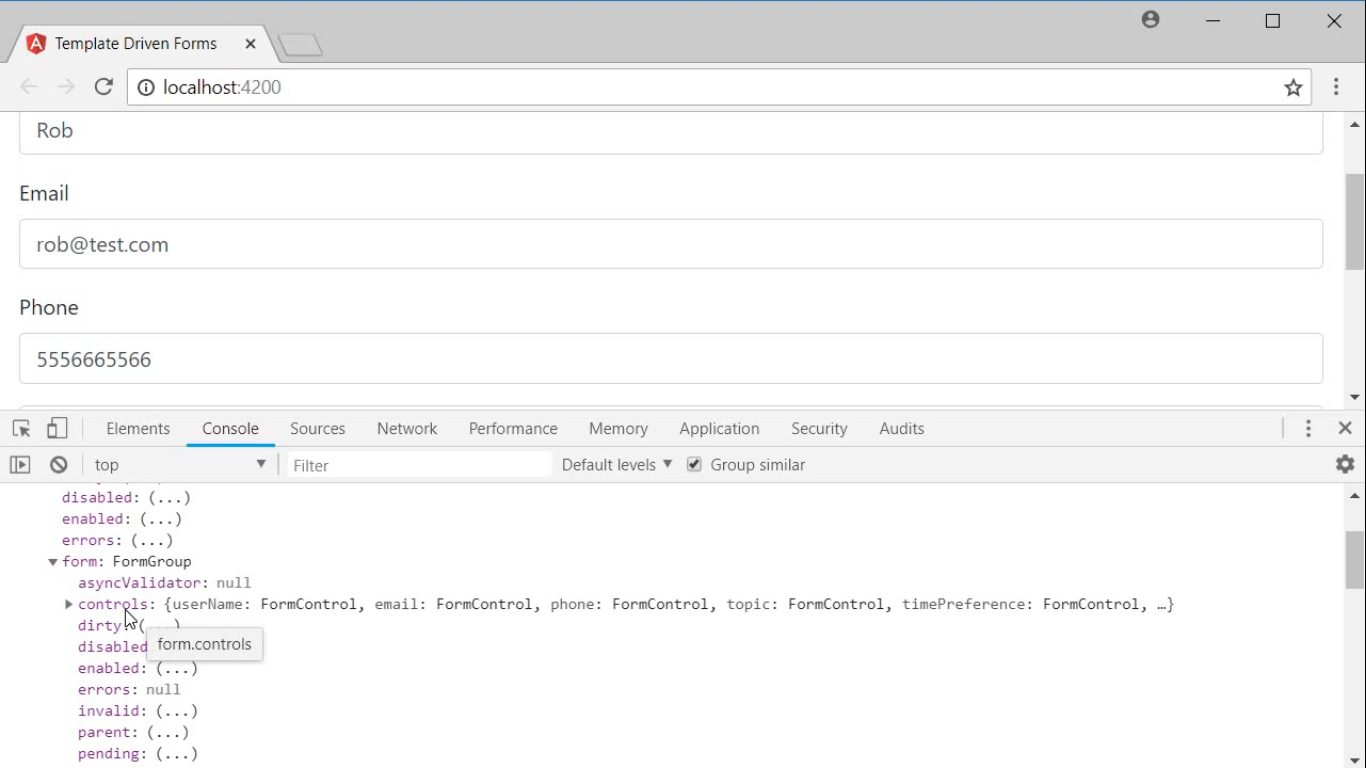 Template Driven Forms
localhost:4200
Rob
Email
rob@test.com
Phone
5556665566
Elements Console Sources Network Performance Memory Application Security Audits
top Filter Default levels Group similar
disabled: (...)
enabled: (...)
errors: (...)
form: FormGroup
asyncValidator: null
controls: {userName: FormControl, email: FormControl, phone: FormControl, topic: FormControl, timePreference: FormControl, …}
dirty: (...)
disabled
form.controls
enabled: (...)
errors: null
invalid: (...)
parent: (...)
pending: (...)